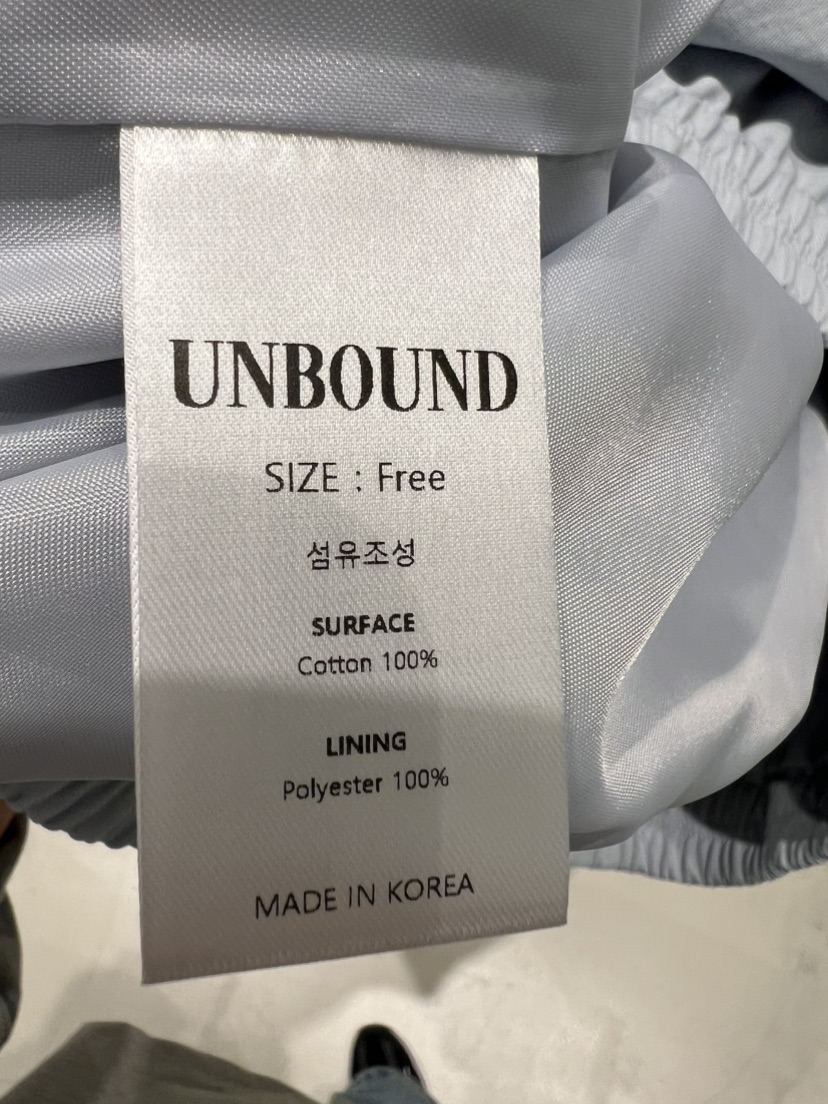 UNBOUND
SIZE : Free
섬유조성
SURFACE
Cotton 100%
LINING
Polyester 100%
MADE IN KOREA